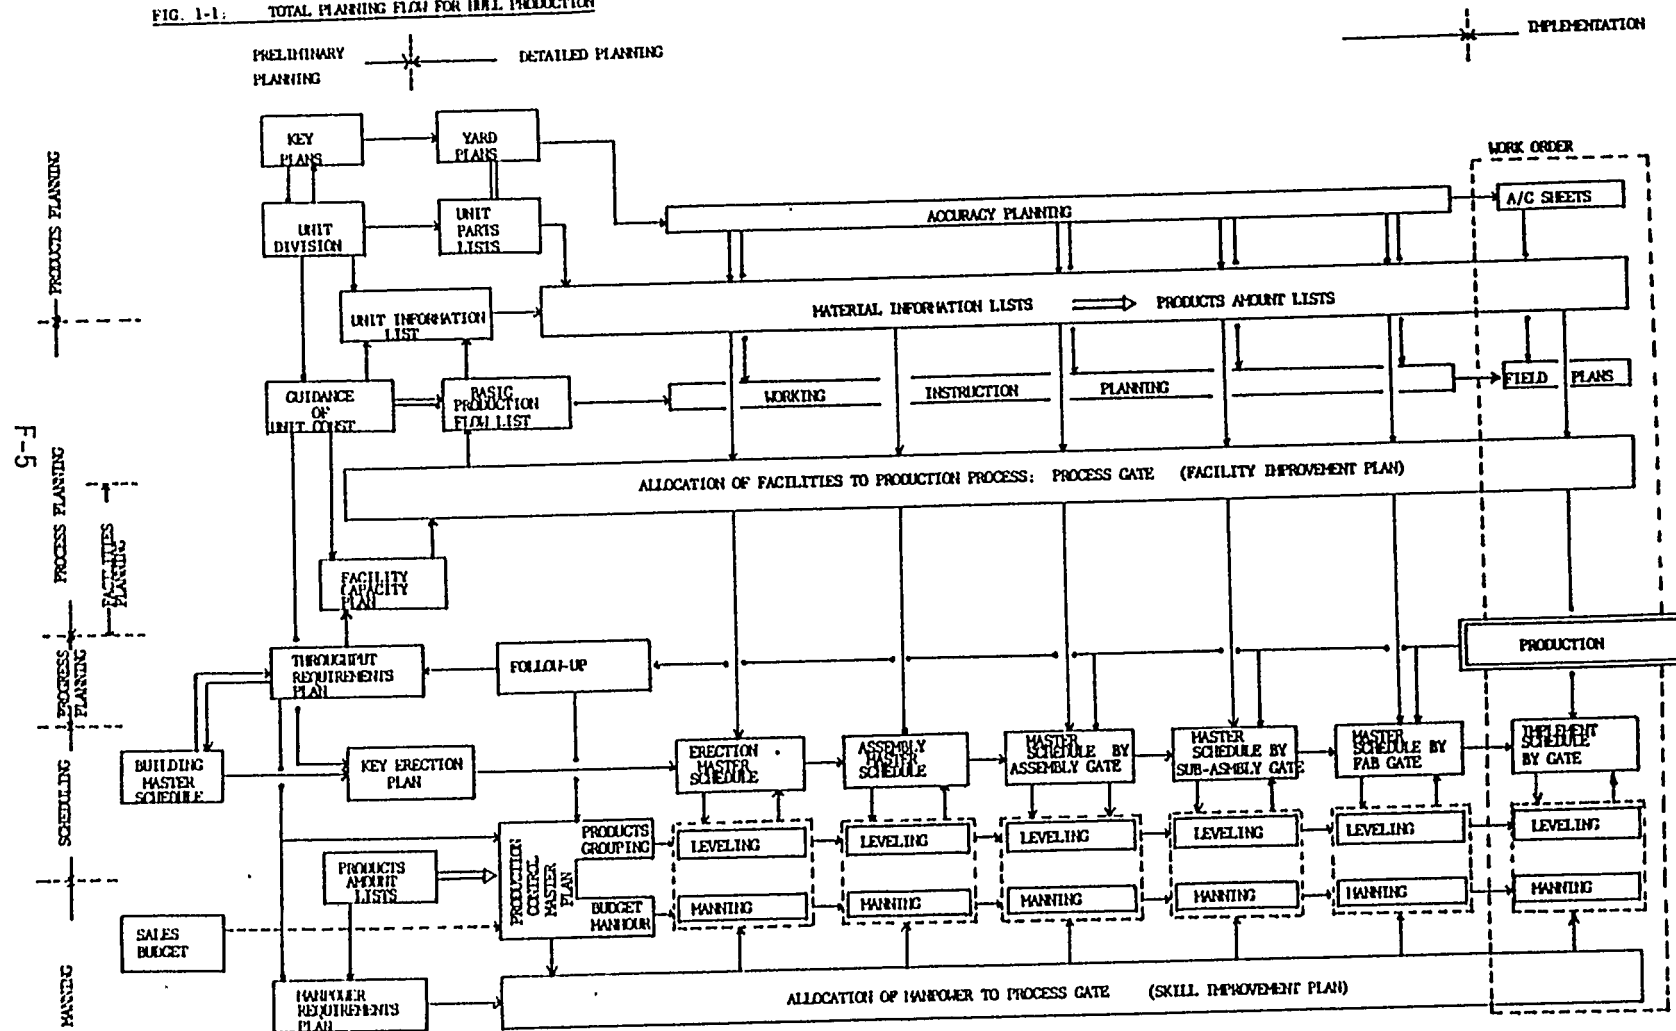 FIG. 1-1: TOTAL PLANNING FLOW FOR HULL PRODUCTION
IMPLEMENTATION
PRELIMINARY
PLANNING
DETAILED PLANNING
WORK ORDER
KEY
PLANS
YARD
PLANS
A/C SHEETS
UNIT
DIVISION
UNIT
PARTS
LISTS
ACCURACY PLANNING
PRODUCTS PLANNING
UNIT INFORMATION
LIST
MATERIAL INFORMATION LISTS
PRODUCTS AMOUNT LISTS
GUIDANCE
OF
UNIT CONST
BASIC
PRODUCTION
FLOW LIST
WORKING INSTRUCTION PLANNING
FIELD PLANS
F-5
PROCESS PLANNING
FACILITIES
PLANNING
ALLOCATION OF FACILITIES TO PRODUCTION PROCESS: PROCESS GATE (FACILITY IMPROVEMENT PLAN)
FACILITY
CAPACITY
PLAN
PROGRESS
PLANNING
THROUGHPUT
REQUIREMENTS
PLAN
FOLLOW-UP
PRODUCTION
SCHEDULING
BUILDING
MASTER
SCHEDULE
KEY ERECTION
PLAN
ERECTION
MASTER
SCHEDULE
ASSEMBLY
MASTER
SCHEDULE
MASTER
SCHEDULE BY
ASSEMBLY GATE
MASTER
SCHEDULE BY
SUB-ASMBLY GATE
MASTER
SCHEDULE BY
FAB GATE
IMPLEMENT
SCHEDULE
BY GATE
PRODUCTS
AMOUNT
LISTS
PRODUCTION
CONTROL
MASTER
PLAN
PRODUCTS
GROUPING
BUDGET
MANHOUR
LEVELING
LEVELING
LEVELING
LEVELING
LEVELING
LEVELING
MANNING
MANNING
MANNING
MANNING
MANNING
MANNING
SALES
BUDGET
MANNING
MANPOWER
REQUIREMENTS
PLAN
ALLOCATION OF MANPOWER TO PROCESS GATE (SKILL IMPROVEMENT PLAN)